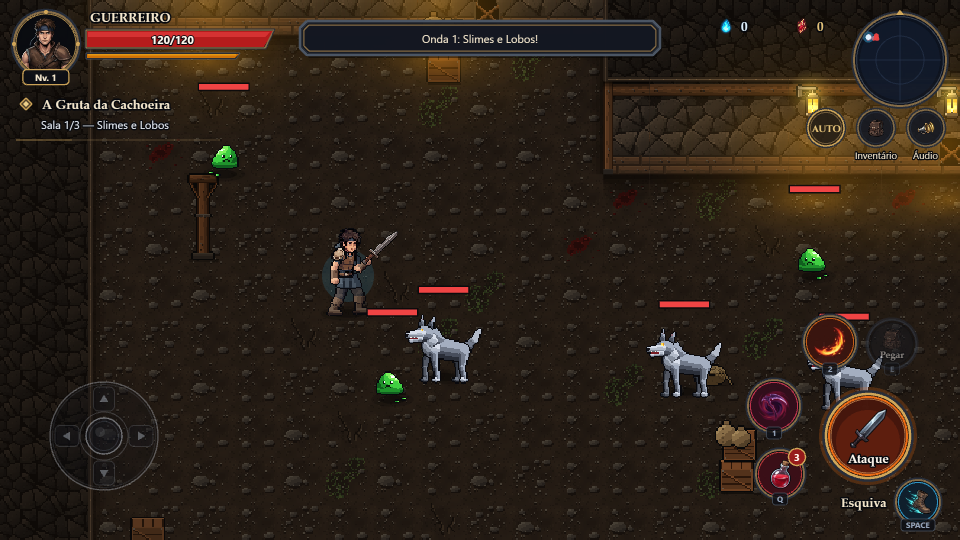 GUERREIRO
120/120
Nv. 1
Onda 1: Slimes e Lobos!
0
0
A Gruta da Cachoeira
Sala 1/3 — Slimes e Lobos
AUTO
Inventário
Áudio
2
Pegar
E
1
Ataque
3
Q
Esquiva
SPACE